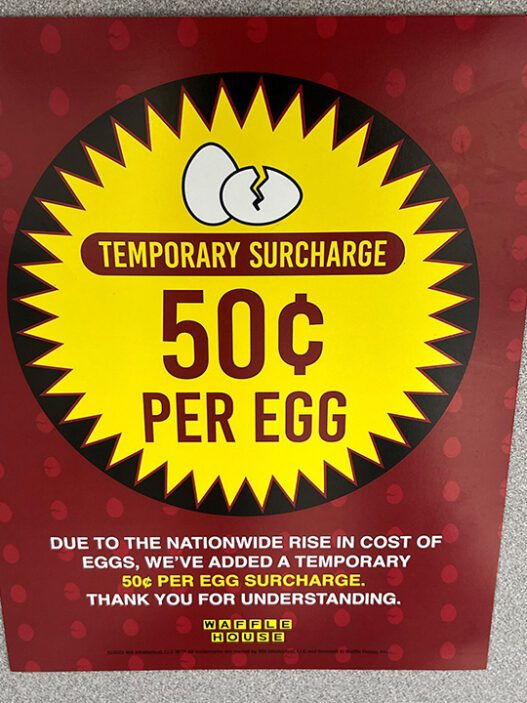 TEMPORARY SURCHARGE
50¢
PER EGG
DUE TO THE NATIONWIDE RISE IN COST OF
EGGS, WE'VE ADDED A TEMPORARY
50¢ PER EGG SURCHARGE.
THANK YOU FOR UNDERSTANDING.
WAFFLE
HOUSE